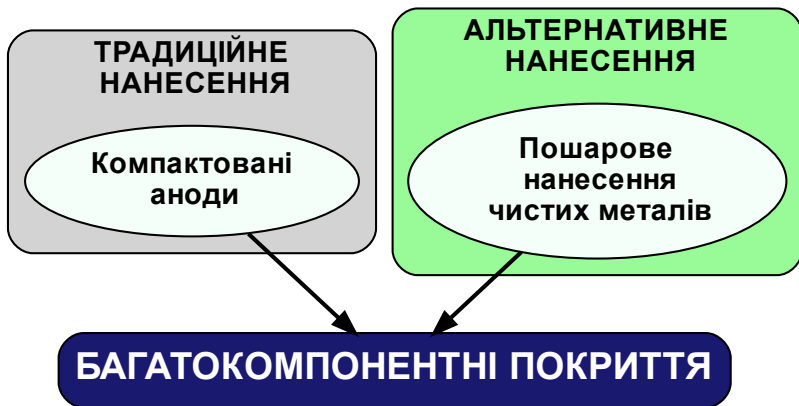 ТРАДИЦІЙНЕ
НАНЕСЕННЯ
Компактовані
аноди
АЛЬТЕРНАТИВНЕ
НАНЕСЕННЯ
Пошарове
нанесення
чистих металів
БАГАТОКОМПОНЕНТНІ ПОКРИТТЯ